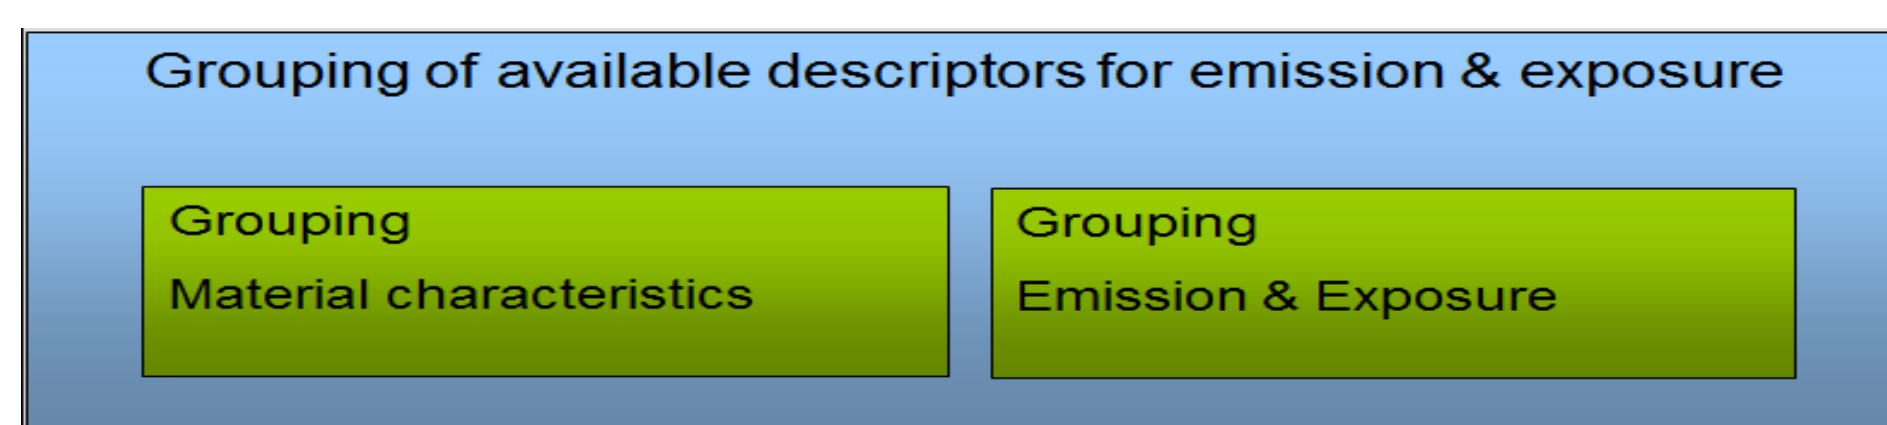 Grouping of available descriptors for emission & exposure
Grouping
Material characteristics
Grouping
Emission & Exposure